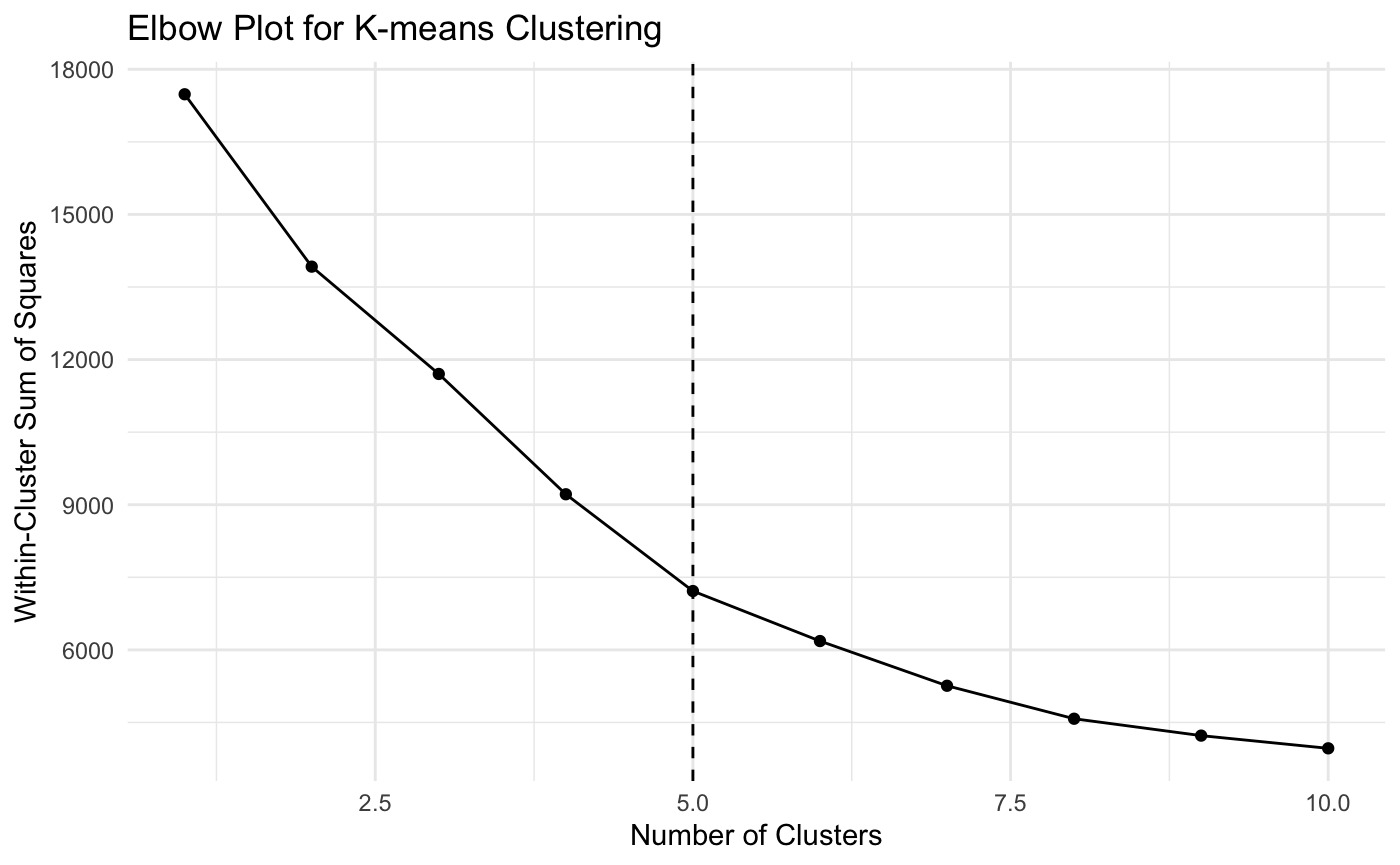 Elbow Plot for K-means Clustering
18000
15000
12000
9000
6000
Within-Cluster Sum of Squares
2.5 5.0 7.5 10.0
Number of Clusters